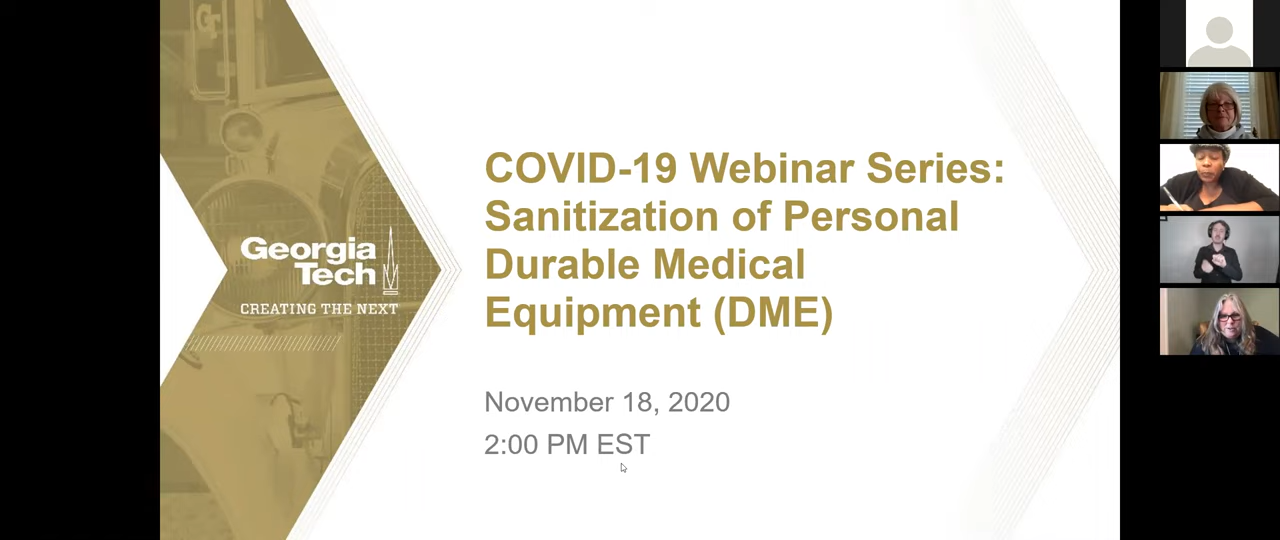 Georgia
Tech
CREATING THE NEXT
COVID-19 Webinar Series:
Sanitization of Personal
Durable Medical
Equipment (DME)
November 18, 2020
2:00 PM EST